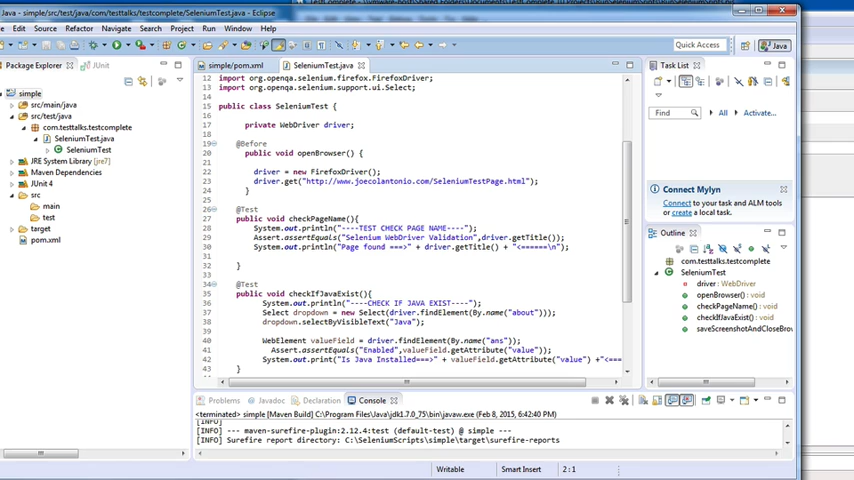 - simple/src/test/java/com/testtalks/testcomplete/SeleniumTest.java - Eclipse
Edit Source Refactor Navigate Search Project Run Window Help
Quick Access
Java
Package Explorer
JUnit
simple
src/main/java
src/test/java
com.testtalks.testcomplete
SeleniumTest.java
SeleniumTest
JRE System Library [jre7]
Maven Dependencies
JUnit 4
src
main
test
target
pom.xml
simple/pom.xml
SeleniumTest.java
12 import org.openqa.selenium.firefox.FirefoxDriver;
13 import org.openqa.selenium.support.ui.Select;
14
15 public class SeleniumTest {
16
17 private WebDriver driver;
18
19 @Before
20 public void openBrowser() {
21
22 driver = new FirefoxDriver();
23 driver.get("http://www.joecolantonio.com/SeleniumTestPage.html");
24 }
25
26 @Test
27 public void checkPageName(){
28 System.out.println("----TEST CHECK PAGE NAME----");
29 Assert.assertEquals("Selenium WebDriver Validation",driver.getTitle());
30 System.out.println("Page found ===>" + driver.getTitle() + "<======\n");
31
32 }
33
34 @Test
35 public void checkIfJavaExist(){
36 System.out.println("----CHECK IF JAVA EXIST----");
37 Select dropdown = new Select(driver.findElement(By.name("about")));
38 dropdown.selectByVisibleText("Java");
39
40 WebElement valueField = driver.findElement(By.name("ans"));
41 Assert.assertEquals("Enabled",valueField.getAttribute("value"));
42 System.out.print("Is Java Installed===>" + valueField.getAttribute("value") +"<===
43 }
Task List
Find
All
Activate...
Connect Mylyn
Connect to your task and ALM tools
or create a local task.
Outline
com.testtalks.testcomplete
SeleniumTest
driver : WebDriver
openBrowser() : void
checkPageName() : void
checkIfJavaExist() : void
saveScreenshotAndCloseBrow
Problems
Javadoc
Declaration
Console
<terminated> simple [Maven Build] C:\Program Files\Java\jdk1.7.0_75\bin\javaw.exe (Feb 8, 2015, 6:42:40 PM)
[INFO]
[INFO] --- maven-surefire-plugin:2.12.4:test (default-test) @ simple ---
[INFO] Surefire report directory: C:\SeleniumScripts\simple\target\surefire-reports
Writable
Smart Insert
2 : 1